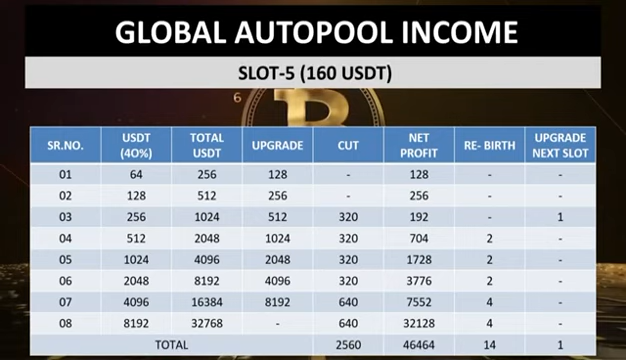 GLOBAL AUTOPOOL INCOME
SLOT-5 (160 USDT)
6
SR.NO. USDT (4O%) TOTAL USDT UPGRADE CUT NET PROFIT RE- BIRTH UPGRADE NEXT SLOT
01 64 256 128 - 128 - -
02 128 512 256 - 256 - -
03 256 1024 512 320 192 - 1
04 512 2048 1024 320 704 2 -
05 1024 4096 2048 320 1728 2 -
06 2048 8192 4096 320 3776 2 -
07 4096 16384 8192 640 7552 4 -
08 8192 32768 - 640 32128 4 -
TOTAL 2560 46464 14 1